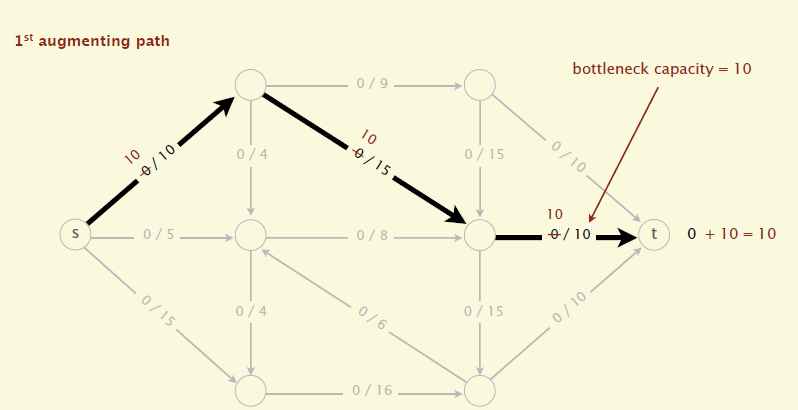 1st augmenting path
bottleneck capacity = 10
0 / 9
10
0 / 10
10
0 / 15
0 / 4
0 / 15
0 / 10
s
0 / 5
0 / 8
10
0 / 10
t
0 + 10 = 10
0 / 15
0 / 4
0 / 6
0 / 15
0 / 10
0 / 16